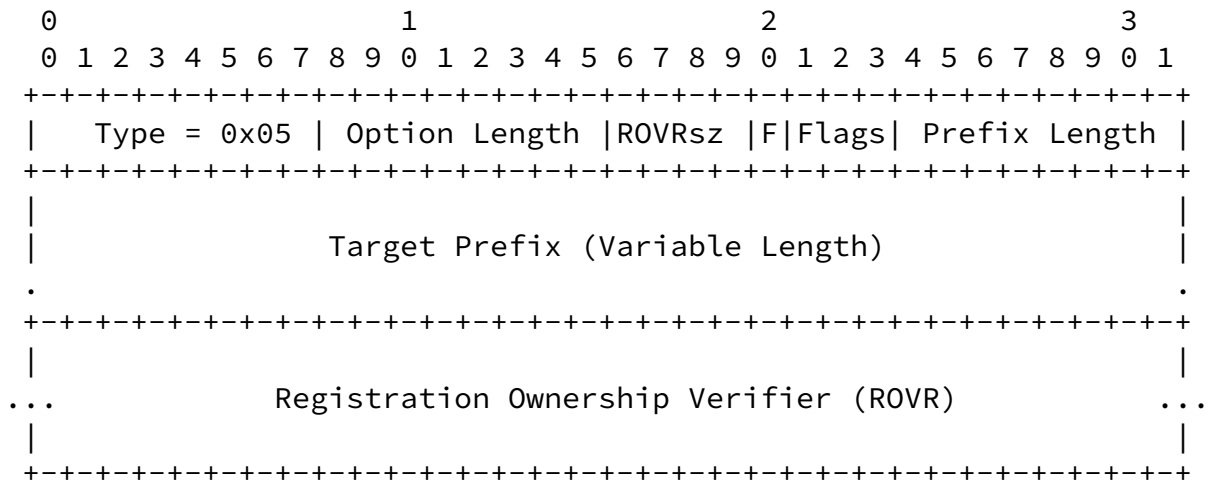 0                   1                   2                   3
 0 1 2 3 4 5 6 7 8 9 0 1 2 3 4 5 6 7 8 9 0 1 2 3 4 5 6 7 8 9 0 1
+-+-+-+-+-+-+-+-+-+-+-+-+-+-+-+-+-+-+-+-+-+-+-+-+-+-+-+-+-+-+-+-+
|   Type = 0x05 | Option Length |ROVRsz |F|Flags| Prefix Length |
+-+-+-+-+-+-+-+-+-+-+-+-+-+-+-+-+-+-+-+-+-+-+-+-+-+-+-+-+-+-+-+-+
|                                                               |
|                Target Prefix (Variable Length)                |
.                                                               .
+-+-+-+-+-+-+-+-+-+-+-+-+-+-+-+-+-+-+-+-+-+-+-+-+-+-+-+-+-+-+-+-+
|                                                               |
...            Registration Ownership Verifier (ROVR)           ...
|                                                               |
+-+-+-+-+-+-+-+-+-+-+-+-+-+-+-+-+-+-+-+-+-+-+-+-+-+-+-+-+-+-+-+-+